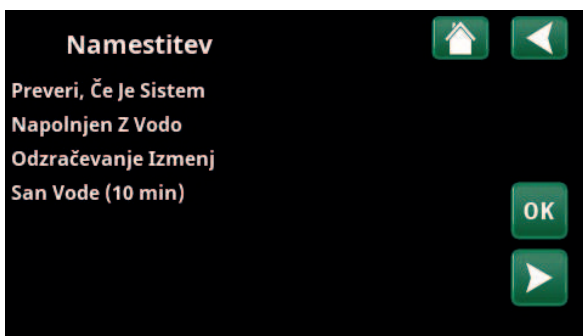 Namestitev
Preveri, Če Je Sistem
Napolnjen Z Vodo
Odzračevanje Izmenj
San Vode (10 min)
OK